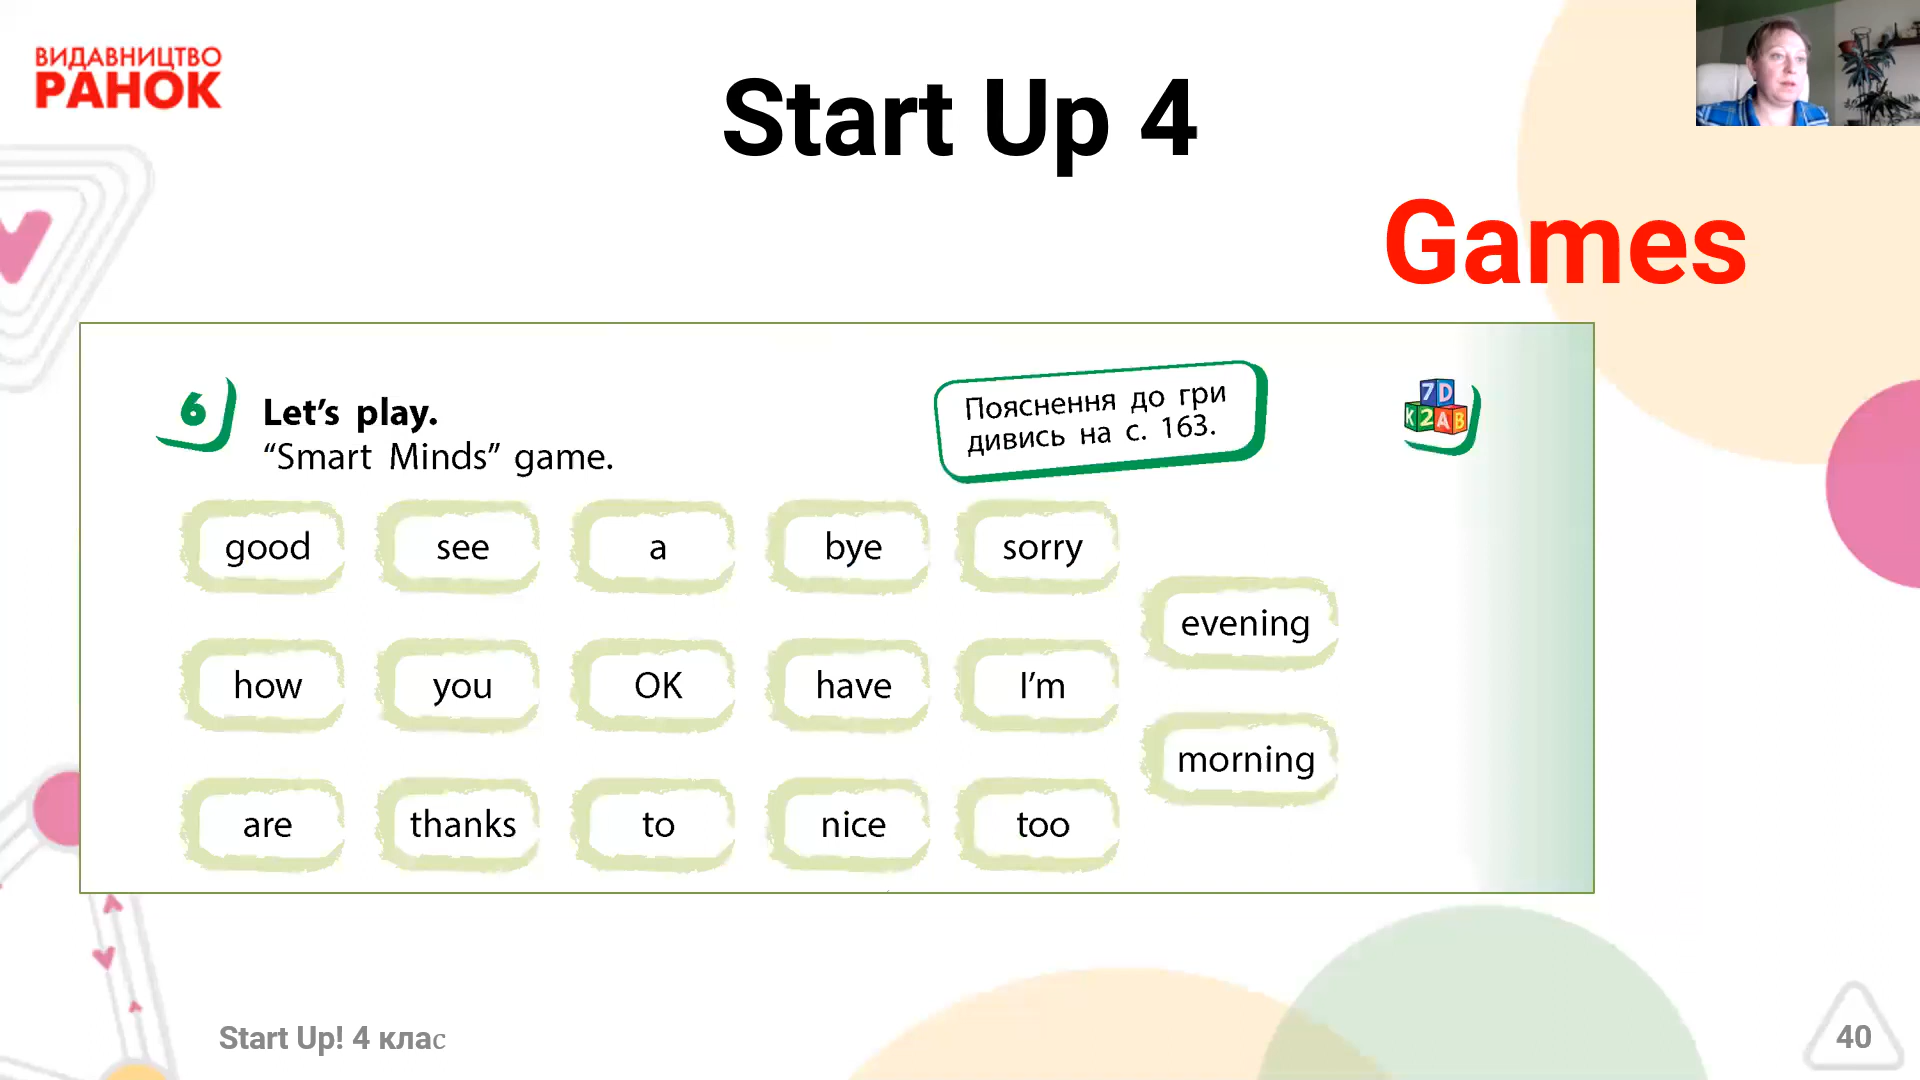 ВИДАВНИЦТВО
РАНОК
Start Up 4
Games
6
Let’s play.
“Smart Minds” game.
Пояснення до гри
дивись на с. 163.
7D
K2AB
good see a bye sorry
evening
how you OK have I’m
morning
are thanks to nice too
Start Up! 4 клас
40